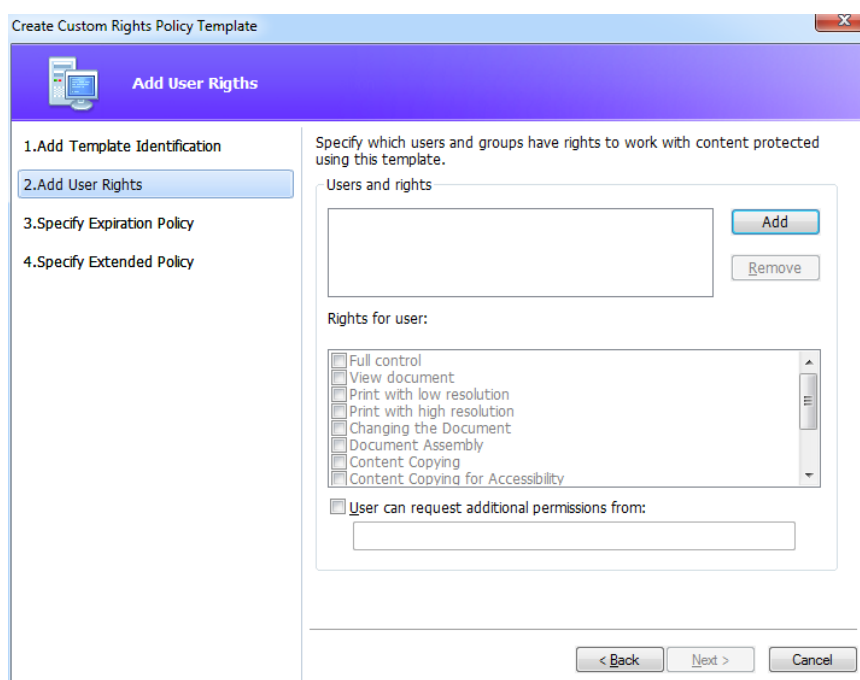 Create Custom Rights Policy Template
X
Add User Rigths
1.Add Template Identification
2.Add User Rights
3.Specify Expiration Policy
4.Specify Extended Policy
Specify which users and groups have rights to work with content protected
using this template.
Users and rights
Add
Remove
Rights for user:
Full control
View document
Print with low resolution
Print with high resolution
Changing the Document
Document Assembly
Content Copying
Content Copying for Accessibility
User can request additional permissions from:
< Back
Next >
Cancel